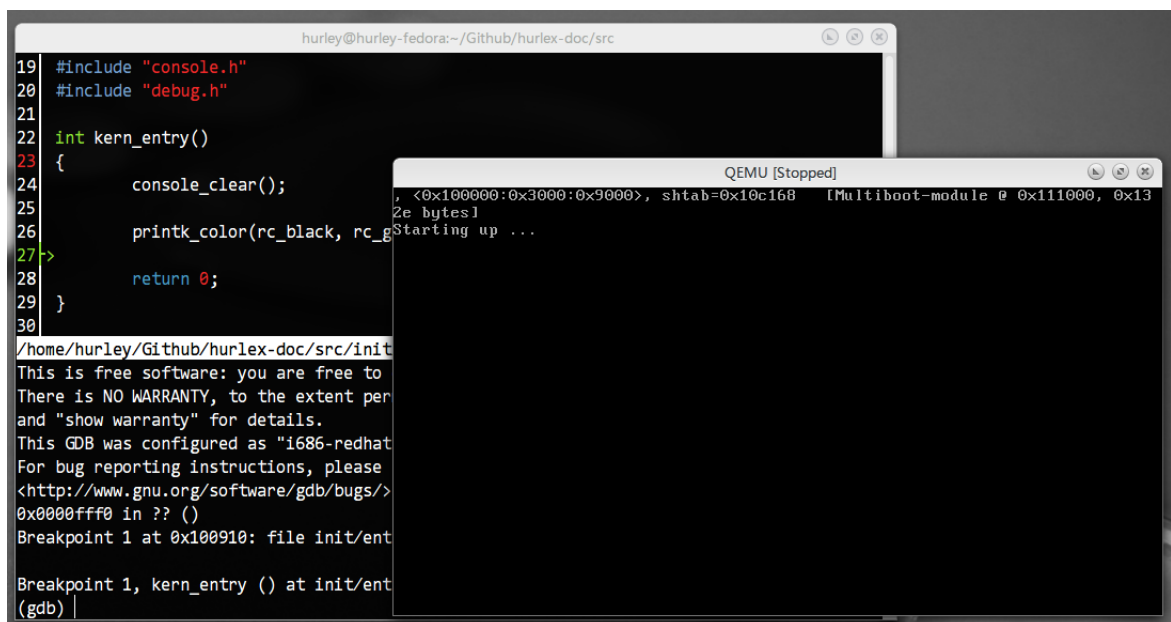 hurley@hurley-fedora:~/Github/hurlex-doc/src
19 #include "console.h"
20 #include "debug.h"
21
22 int kern_entry()
23 {
24 console_clear();
25
26 printk_color(rc_black, rc_g
27->
28 return 0;
29 }
30
/home/hurley/Github/hurlex-doc/src/init
This is free software: you are free to
There is NO WARRANTY, to the extent per
and "show warranty" for details.
This GDB was configured as "i686-redhat
For bug reporting instructions, please
<http://www.gnu.org/software/gdb/bugs/>
0x0000fff0 in ?? ()
Breakpoint 1 at 0x100910: file init/ent
Breakpoint 1, kern_entry () at init/ent
(gdb)
QEMU [Stopped]
, <0x100000:0x3000:0x9000>, shtab=0x10c168 [Multiboot-module @ 0x111000, 0x13
2e bytes]
Starting up ...